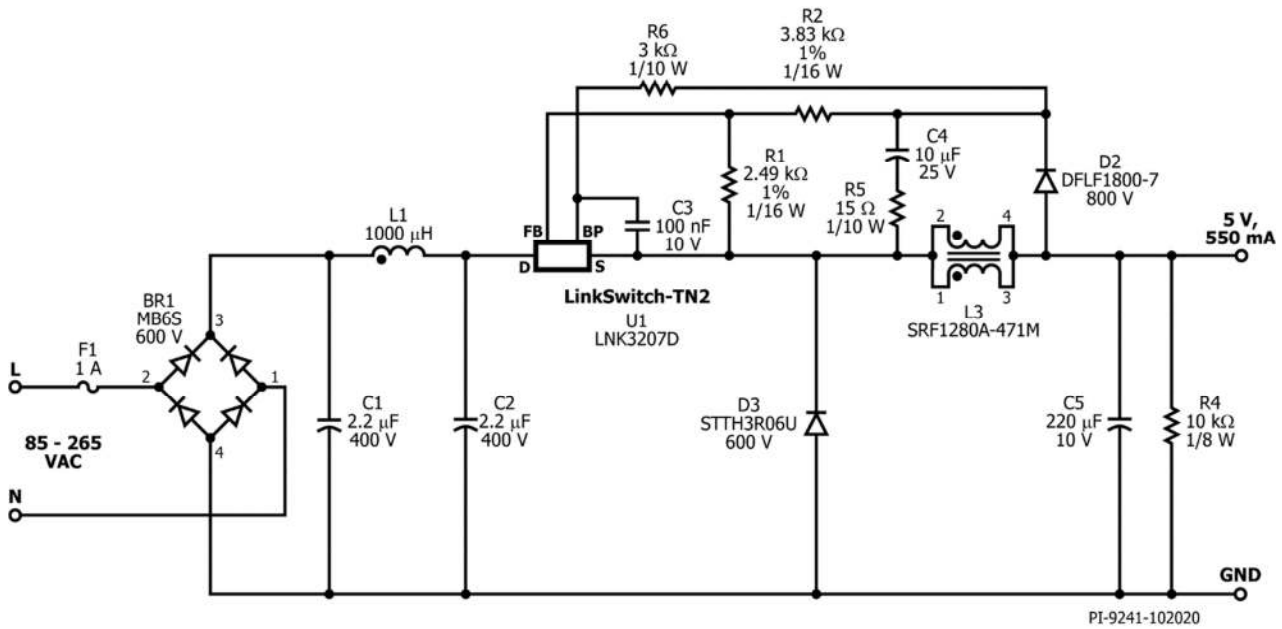 R2
3.83 kΩ
1%
1/16 W
R6
3 kΩ
1/10 W
C4
10 μF
25 V
R1
2.49 kΩ
1%
1/16 W
D2
DFLF1800-7
800 V
R5
15 Ω
1/10 W
C3
100 nF
10 V
L1
1000 μH
FB
BP
D
S
2
4
1
3
5 V,
550 mA
LinkSwitch-TN2
U1
LNK3207D
L3
SRF1280A-471M
BR1
MB6S
600 V
3
F1
1 A
L
2
1
4
85 - 265
VAC
N
C1
2.2 μF
400 V
C2
2.2 μF
400 V
D3
STTH3R06U
600 V
C5
220 μF
10 V
R4
10 kΩ
1/8 W
GND
PI-9241-102020